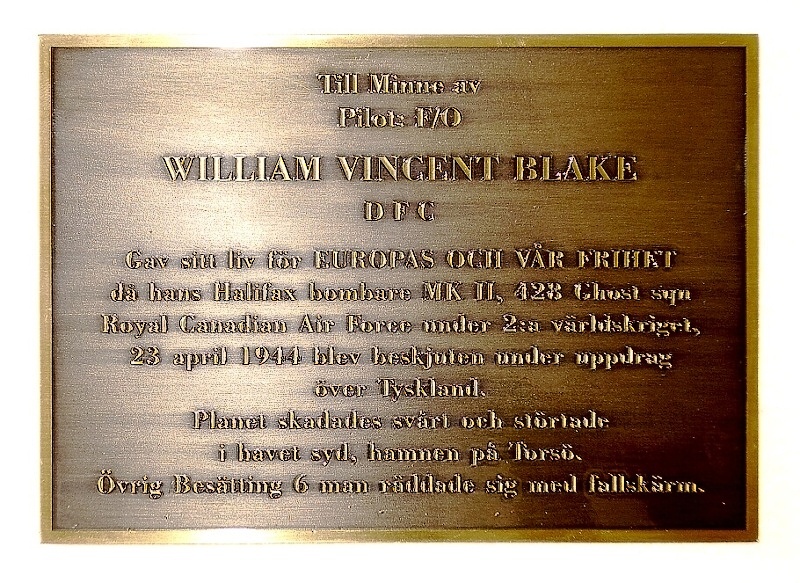 Till Minne av
Pilot: F/O
WILLIAM VINCENT BLAKE
D F C
Gav sitt liv för EUROPAS OCH VÅR FRIHET
då hans Halifax bombare MK II, 428 Ghost sqn
Royal Canadian Air Force under 2:a världskriget,
23 april 1944 blev beskjuten under uppdrag
över Tyskland.
Planet skadades svårt och störtade
i havet syd, hamnen på Torsö.
Övrig Besätting 6 man räddade sig med fallskärm.